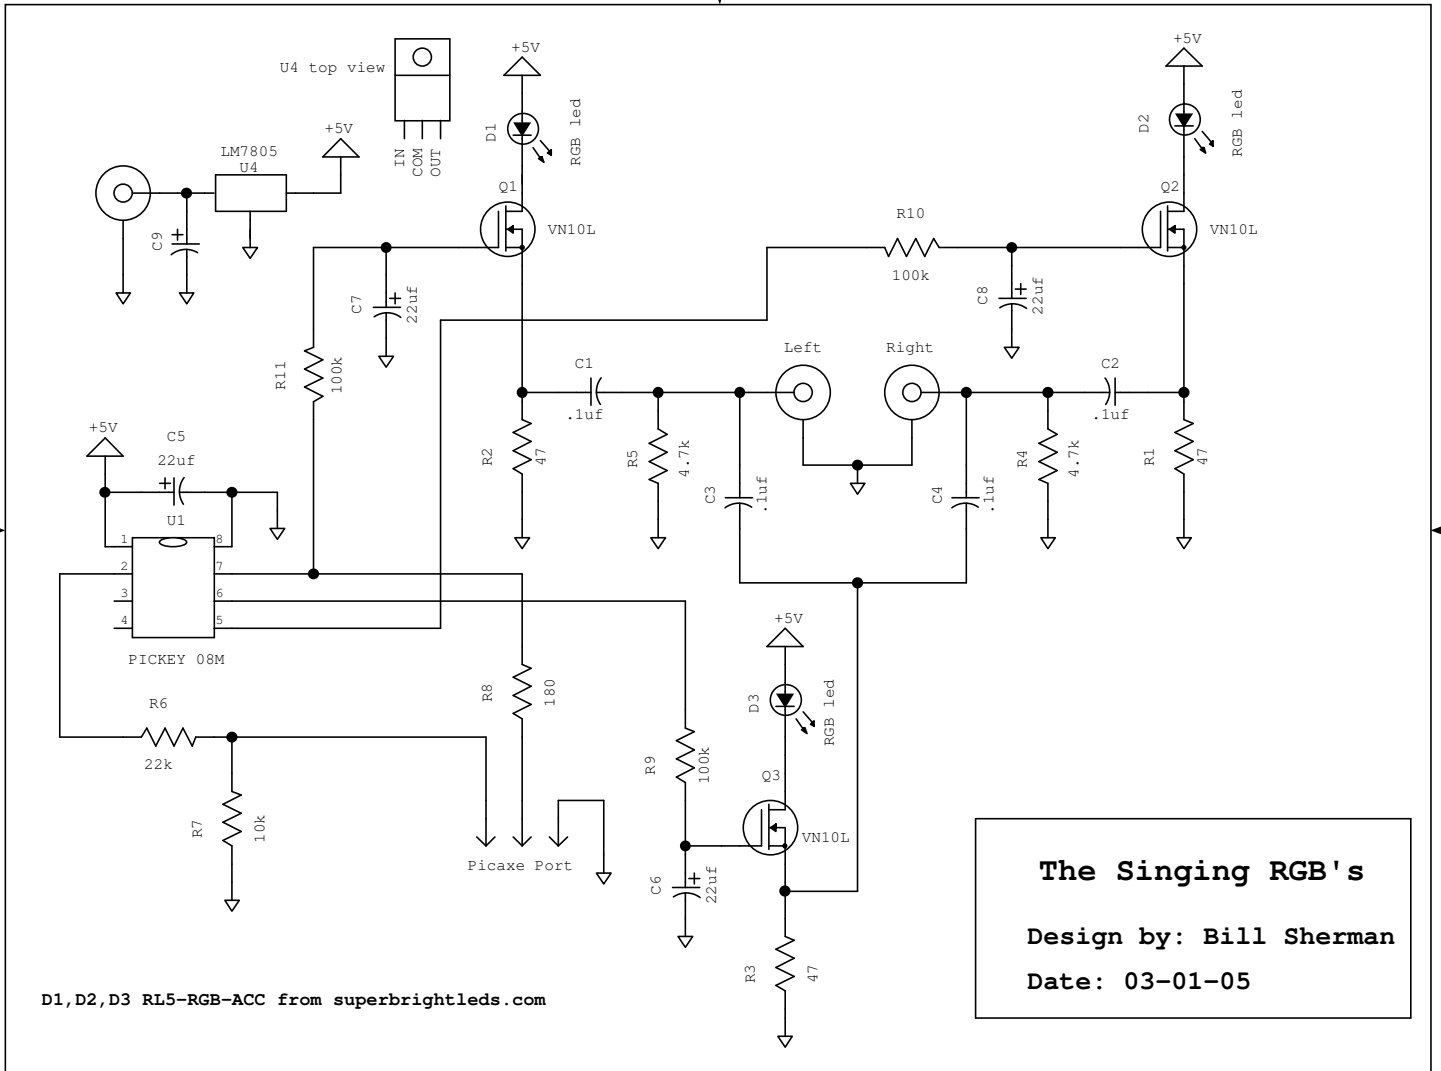 U4 top view
IN
COM
OUT
+5V
D1
RGB led
+5V
D2
RGB led
+5V
LM7805
U4
C9
Q1
VN10L
Q2
VN10L
R10
100k
C7
22uf
C8
22uf
R11
100k
Left
Right
C1
.1uf
C2
.1uf
R2
47
R5
4.7k
C3
.1uf
C4
.1uf
R4
4.7k
R1
47
+5V
C5
22uf
U1
1
8
2
7
3
6
4
5
PICKEY 08M
+5V
D3
RGB led
R6
22k
R8
180
R9
100k
Q3
VN10L
R7
10k
Picaxe Port
C6
22uf
R3
47
The Singing RGB's
Design by: Bill Sherman
Date: 03-01-05
D1,D2,D3 RL5-RGB-ACC from superbrightleds.com